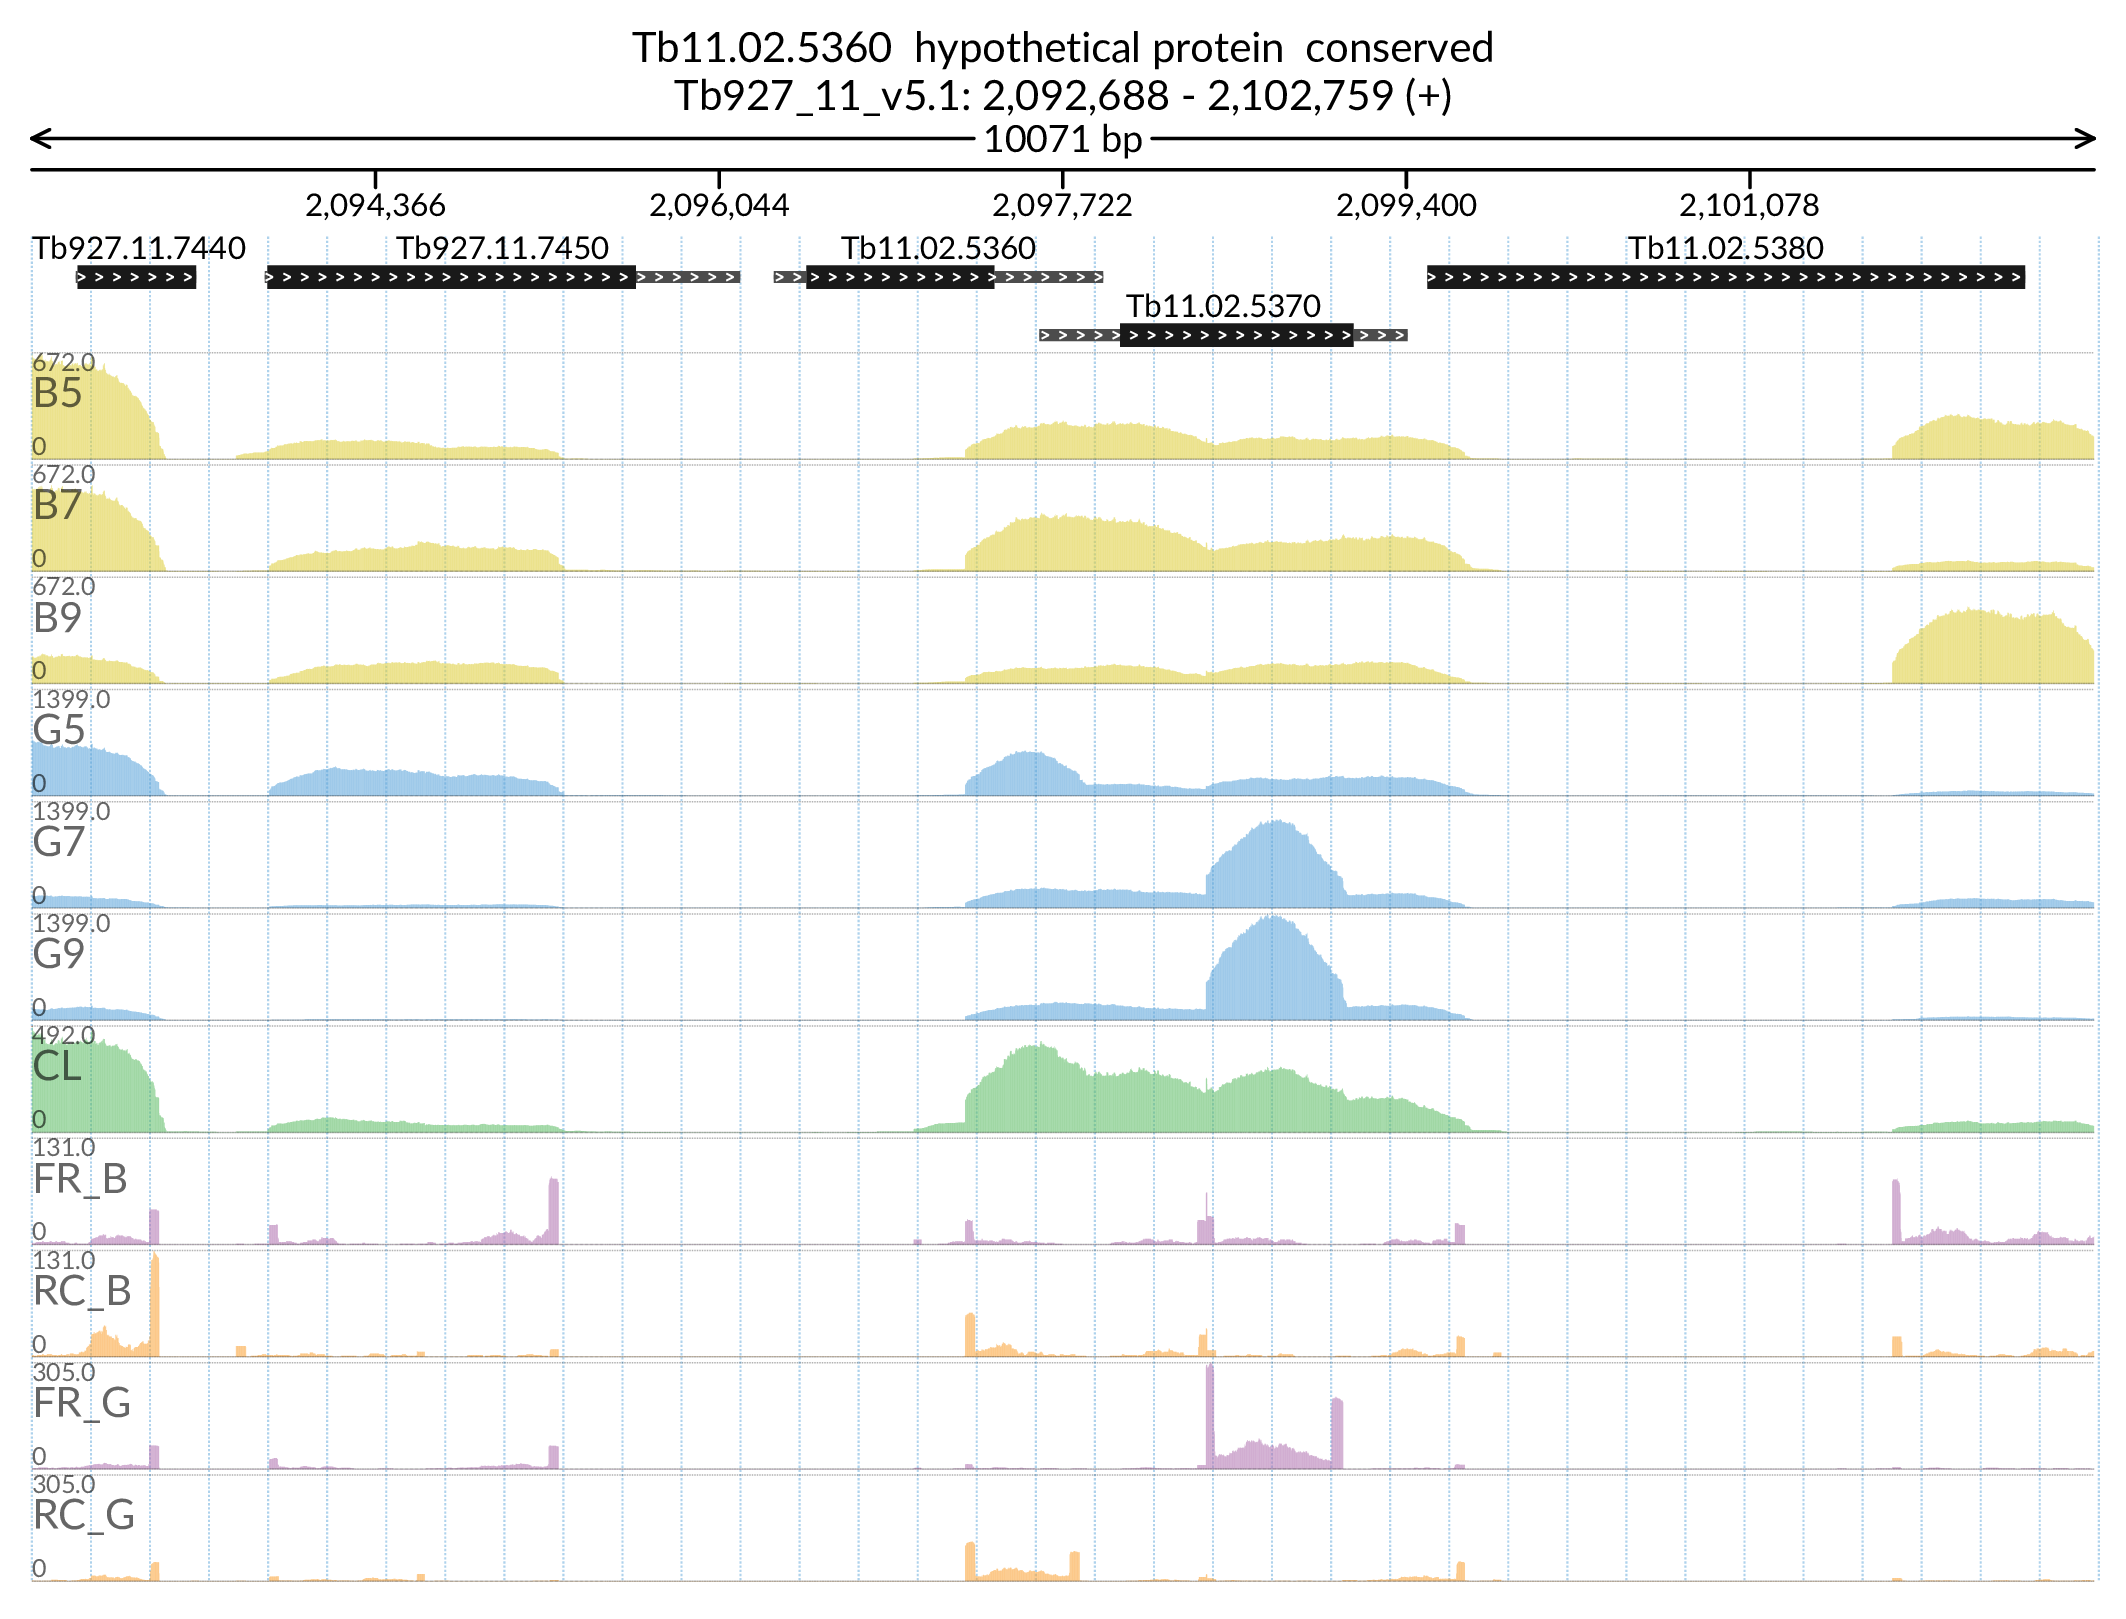 Tb11.02.5360  hypothetical protein  conserved
Tb927_11_v5.1: 2,092,688 - 2,102,759 (+)
10071 bp
2,094,366 2,096,044 2,097,722 2,099,400 2,101,078
Tb927.11.7440 Tb927.11.7450 Tb11.02.5360 Tb11.02.5380
Tb11.02.5370
672.0
B5
0
672.0
B7
0
672.0
B9
0
1399.0
G5
0
1399.0
G7
0
1399.0
G9
0
492.0
CL
0
131.0
FR_B
0
131.0
RC_B
0
305.0
FR_G
0
305.0
RC_G
0